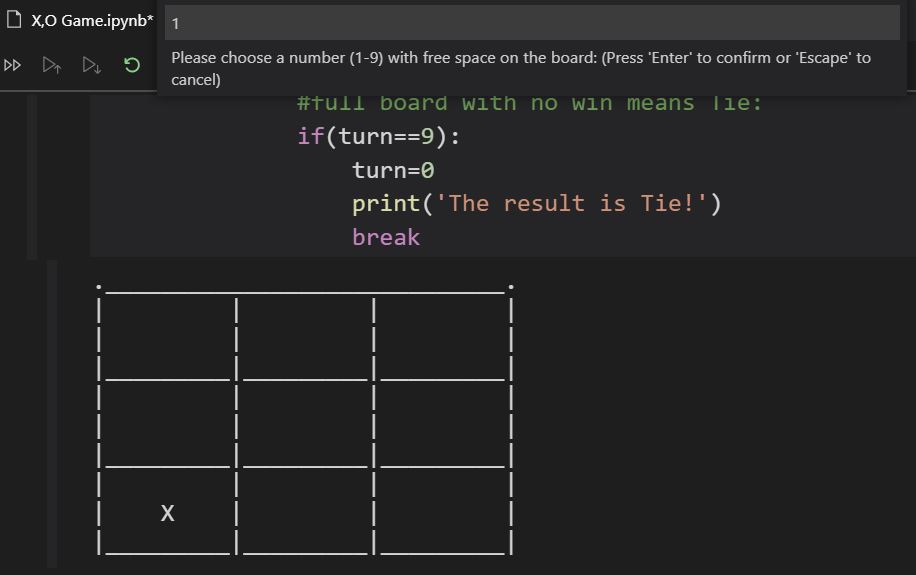 X,O Game.ipynb*
1
Please choose a number (1-9) with free space on the board: (Press 'Enter' to confirm or 'Escape' to
cancel)
#full board with no win means Tie:
if(turn==9):
turn=0
print('The result is Tie!')
break
X